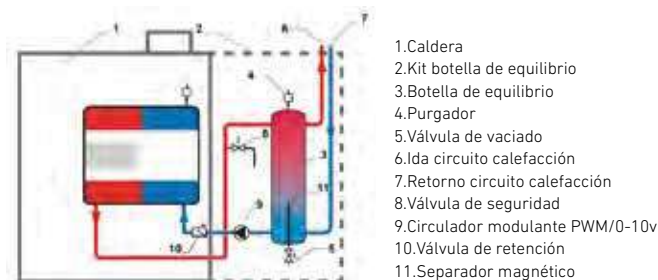 1
2
6
7
4
8
3
11
9
10
5
1.Caldera
2.Kit botella de equilibrio
3.Botella de equilibrio
4.Purgador
5.Válvula de vaciado
6.Ida circuito calefacción
7.Retorno circuito calefacción
8.Válvula de seguridad
9.Circulador modulante PWM/0-10v
10.Válvula de retención
11.Separador magnético